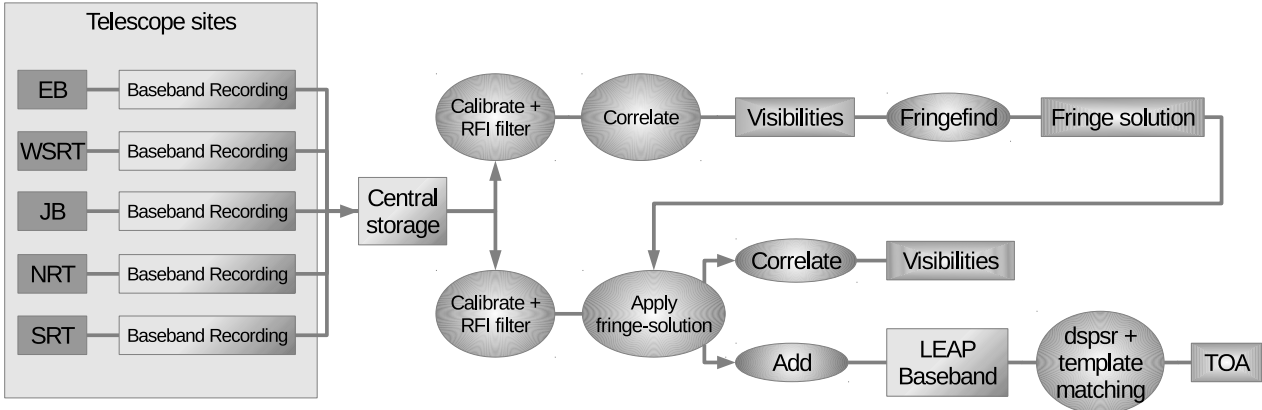 Telescope sites
EB
Baseband Recording
WSRT
Baseband Recording
JB
Baseband Recording
NRT
Baseband Recording
SRT
Baseband Recording
Central
storage
Calibrate +
RFI filter
Correlate
Visibilities
Fringefind
Fringe solution
Calibrate +
RFI filter
Apply
fringe-solution
Correlate
Visibilities
Add
LEAP
Baseband
dspsr +
template
matching
TOA